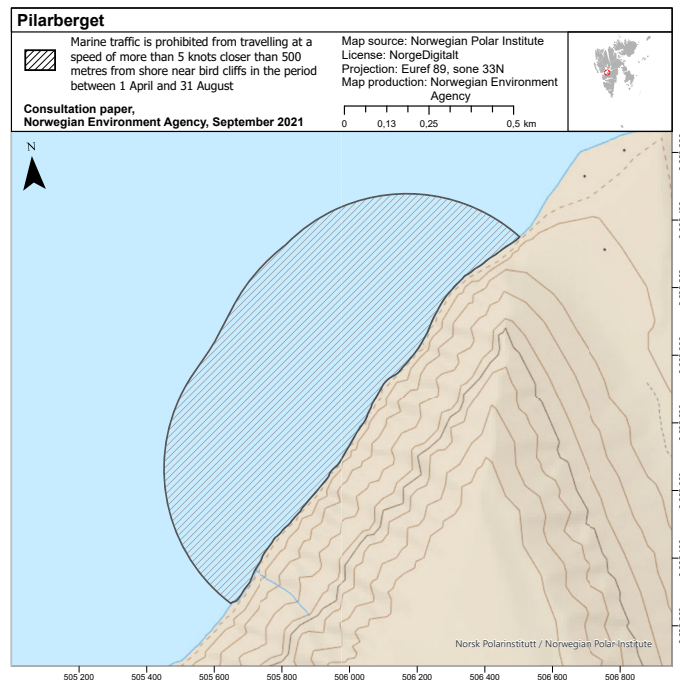 Pilarberget
Marine traffic is prohibited from travelling at a
speed of more than 5 knots closer than 500
metres from shore near bird cliffs in the period
between 1 April and 31 August
Consultation paper,
Norwegian Environment Agency, September 2021
Map source: Norwegian Polar Institute
License: NorgeDigitalt
Projection: Euref 89, sone 33N
Map production: Norwegian Environment
Agency
0 0,13 0,25 0,5 km
N
Norsk Polarinstitutt / Norwegian Polar Institute
505 200 505 400 505 600 505 800 506 000 506 200 506 400 506 600 506 800